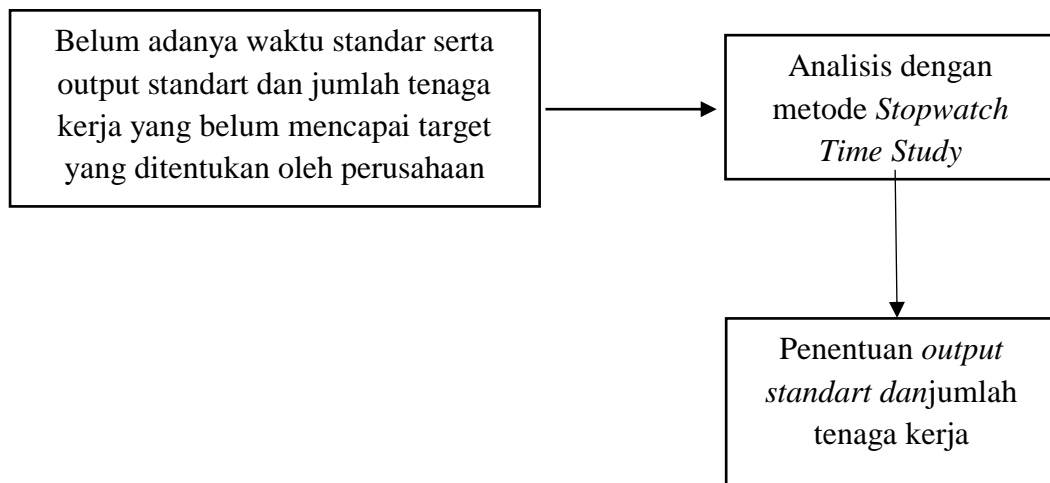 Belum adanya waktu standar serta
output standart dan jumlah tenaga
kerja yang belum mencapai target
yang ditentukan oleh perusahaan
Analisis dengan
metode Stopwatch
Time Study
Penentuan output
standart danjumlah
tenaga kerja